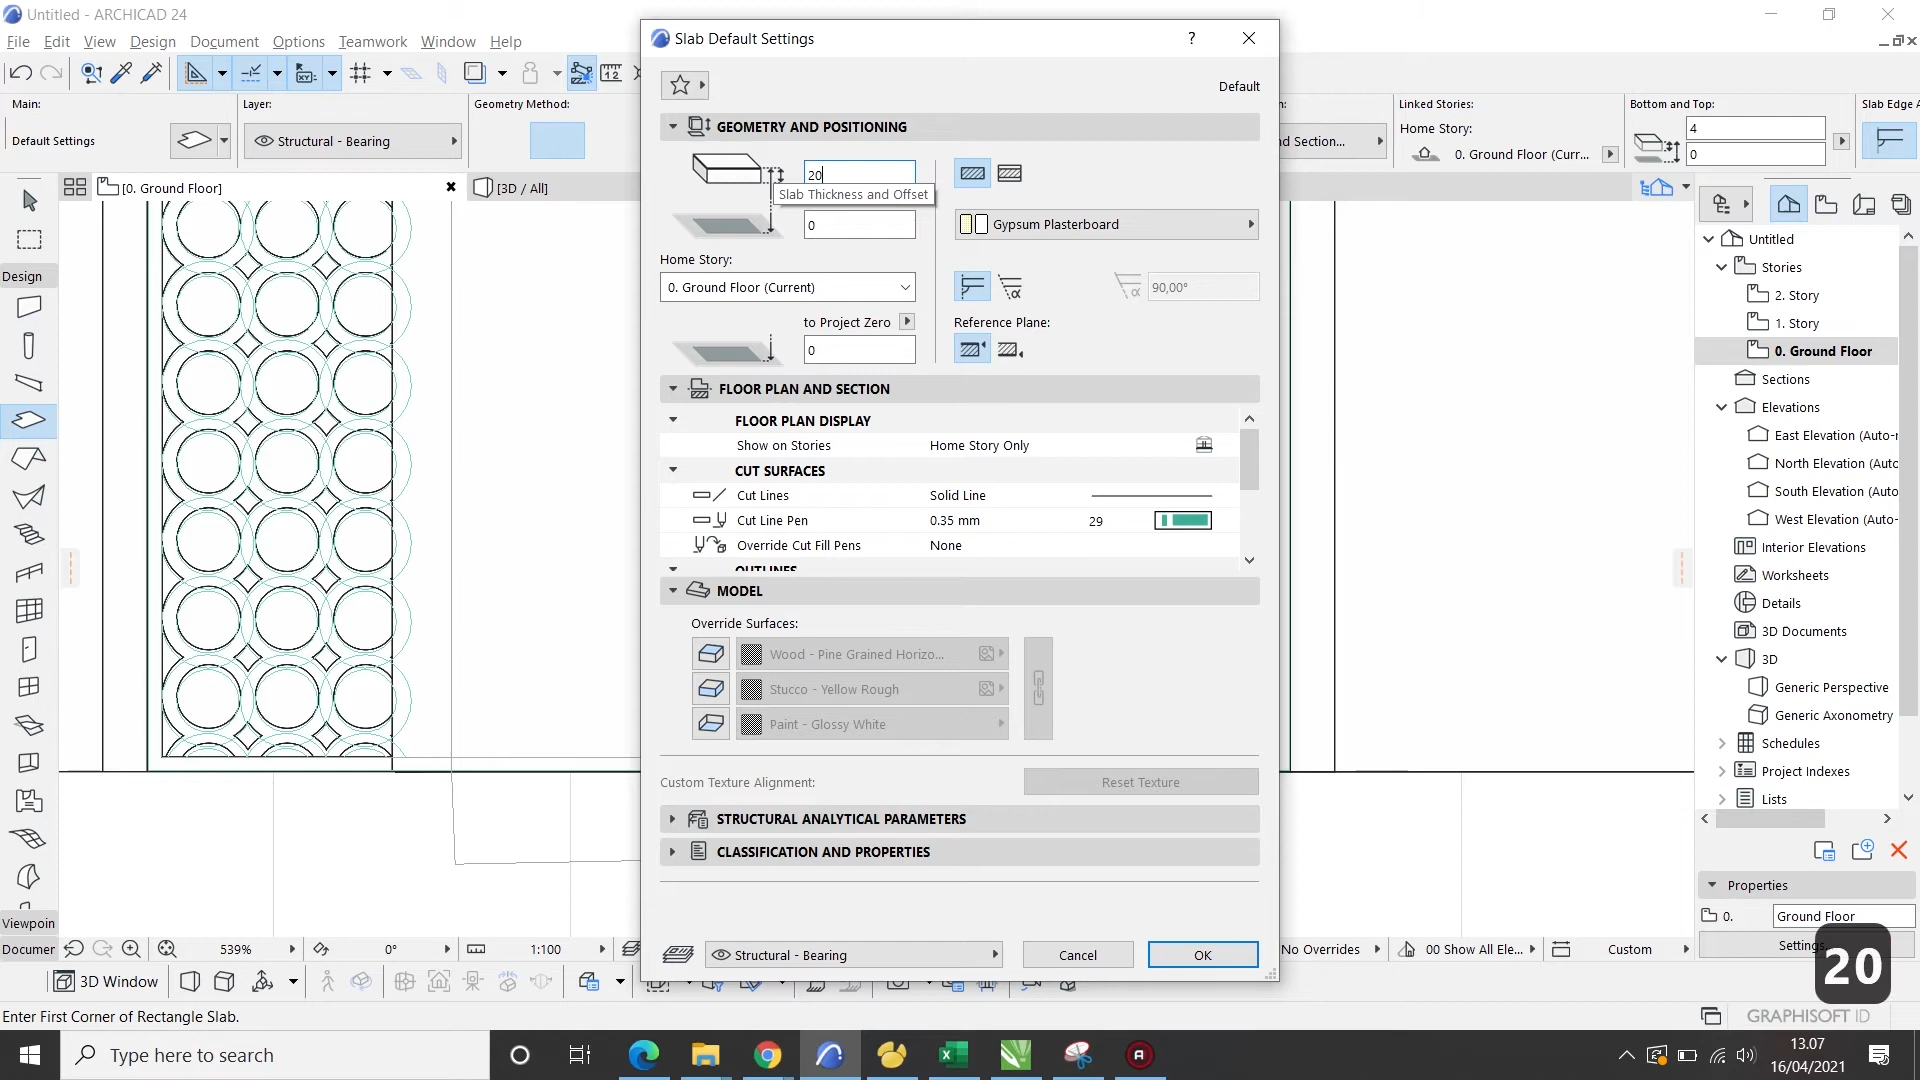 Untitled - ARCHICAD 24
File Edit View Design Document Options Teamwork Window Help
Main:
Default Settings
Layer:
Structural - Bearing
Geometry Method:
Linked Stories:
Home Story:
0. Ground Floor (Curr...
Bottom and Top:
4
0
Slab Edge A
nd Section...
[0. Ground Floor]
[3D / All]
Design
Viewpoin
Documer
Slab Default Settings
?
Default
GEOMETRY AND POSITIONING
20
Slab Thickness and Offset
0
Gypsum Plasterboard
Home Story:
0. Ground Floor (Current)
90,00°
to Project Zero
Reference Plane:
0
FLOOR PLAN AND SECTION
FLOOR PLAN DISPLAY
Show on Stories Home Story Only
CUT SURFACES
Cut Lines Solid Line
Cut Line Pen 0.35 mm 29
Override Cut Fill Pens None
OUTLINES
MODEL
Override Surfaces:
Wood - Pine Grained Horizo...
Stucco - Yellow Rough
Paint - Glossy White
Custom Texture Alignment:
Reset Texture
STRUCTURAL ANALYTICAL PARAMETERS
CLASSIFICATION AND PROPERTIES
Structural - Bearing
Cancel
OK
Untitled
Stories
2. Story
1. Story
0. Ground Floor
Sections
Elevations
East Elevation (Auto-r
North Elevation (Auto
South Elevation (Auto
West Elevation (Auto-
Interior Elevations
Worksheets
Details
3D Documents
3D
Generic Perspective
Generic Axonometry
Schedules
Project Indexes
Lists
Properties
0. Ground Floor
Settings
20
539% 0° 1:100
No Overrides 00 Show All Ele... Custom
3D Window
Enter First Corner of Rectangle Slab.
GRAPHISOFT ID
Type here to search
13.07
16/04/2021